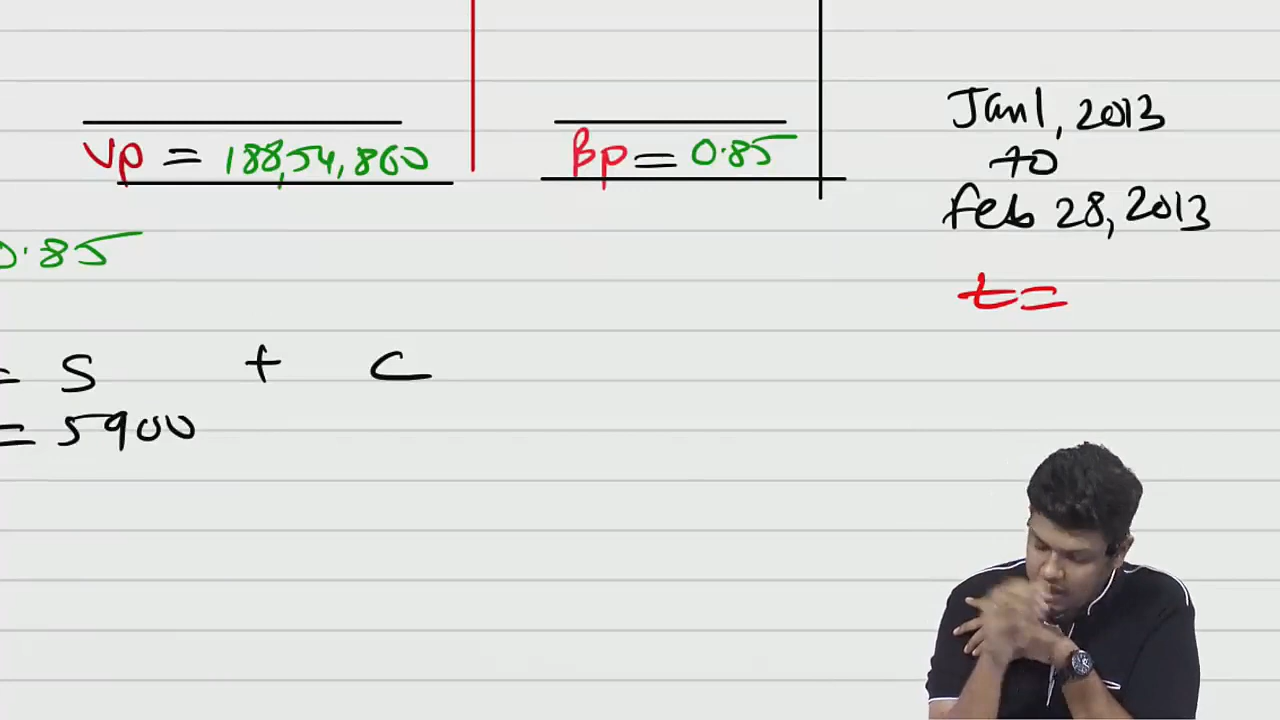 Vp = 188,54,860
βp = 0.85
Jan 1, 2013
to
Feb 28, 2013
0.85
t =
= S + C
= 5900